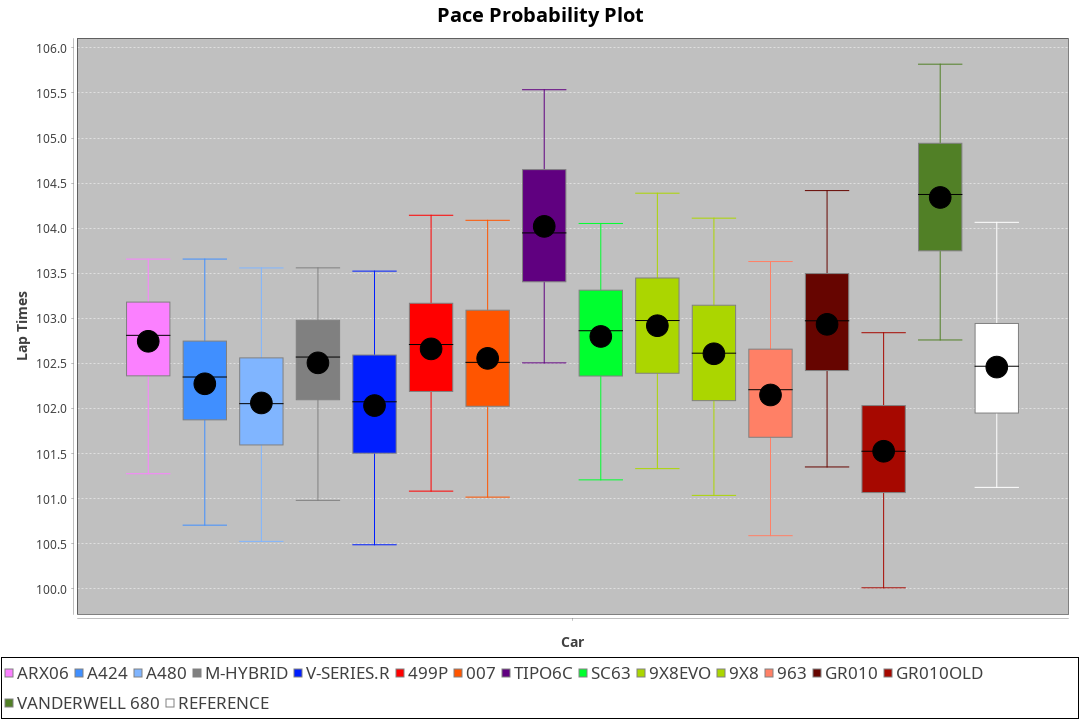 Pace Probability Plot
106.0
105.5
105.0
104.5
104.0
103.5
103.0
102.5
102.0
101.5
101.0
100.5
100.0
Lap Times
Car
ARX06 A424 A480 M-HYBRID V-SERIES.R 499P 007 TIPO6C SC63 9X8EVO 9X8 963 GR010 GR010OLD
VANDERWELL 680 REFERENCE